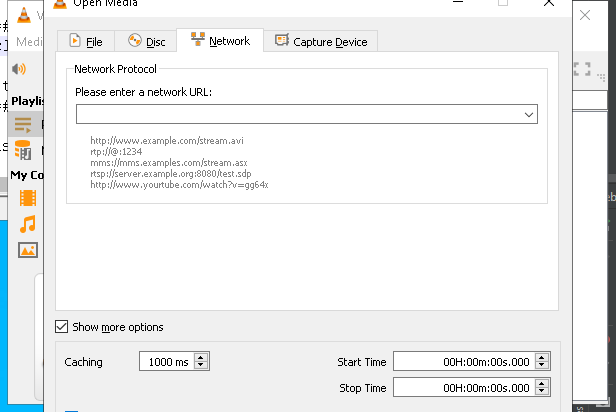 Open Media
Medi
File
Disc
Network
Capture Device
Network Protocol
Please enter a network URL:
http://www.example.com/stream.avi
rtp://@:1234
mms://mms.examples.com/stream.asx
rtsp://server.example.org:8080/test.sdp
http://www.yourtube.com/watch?v=gg64x
Playlis
My Co
Show more options
Caching
1000 ms
Start Time
00H:00m:00s.000
Stop Time
00H:00m:00s.000